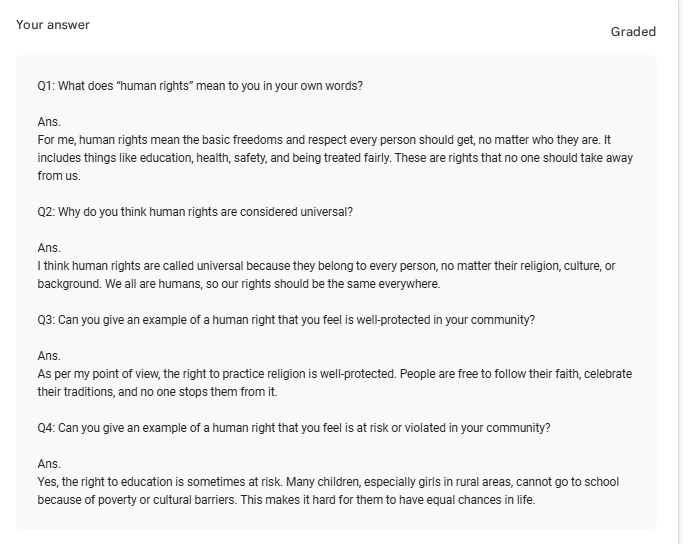 Your answer
Graded
Q1: What does “human rights” mean to you in your own words?
Ans.
For me, human rights mean the basic freedoms and respect every person should get, no matter who they are. It
includes things like education, health, safety, and being treated fairly. These are rights that no one should take away
from us.
Q2: Why do you think human rights are considered universal?
Ans.
I think human rights are called universal because they belong to every person, no matter their religion, culture, or
background. We all are humans, so our rights should be the same everywhere.
Q3: Can you give an example of a human right that you feel is well-protected in your community?
Ans.
As per my point of view, the right to practice religion is well-protected. People are free to follow their faith, celebrate
their traditions, and no one stops them from it.
Q4: Can you give an example of a human right that you feel is at risk or violated in your community?
Ans.
Yes, the right to education is sometimes at risk. Many children, especially girls in rural areas, cannot go to school
because of poverty or cultural barriers. This makes it hard for them to have equal chances in life.